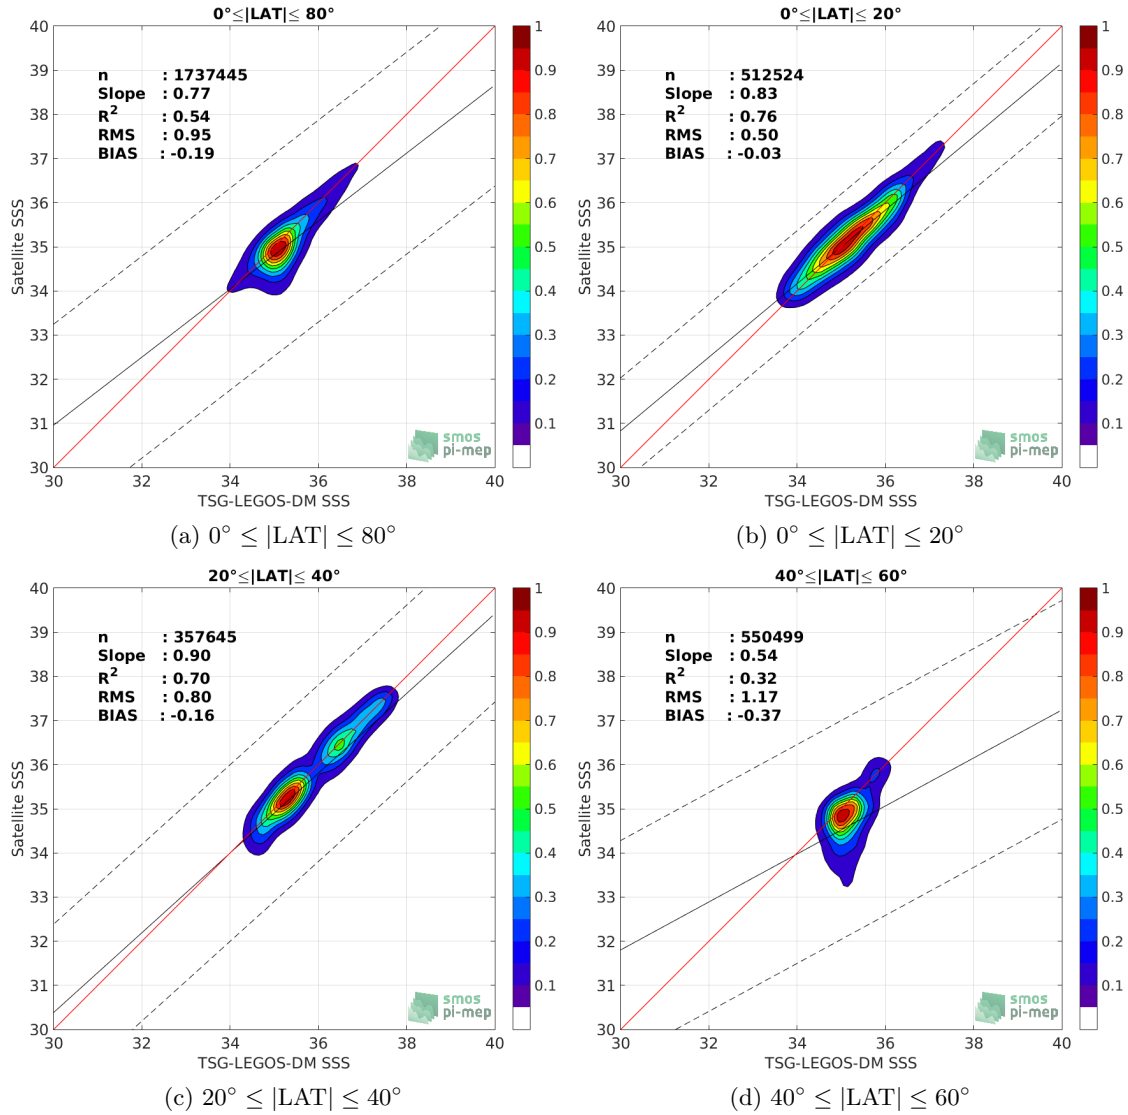 0°≤|LAT|≤ 80°
n : 1737445
Slope : 0.77
R² : 0.54
RMS : 0.95
BIAS : -0.19
Satellite SSS
40
39
38
37
36
35
34
33
32
31
30
30 32 34 36 38 40
TSG-LEGOS-DM SSS
1
0.9
0.8
0.7
0.6
0.5
0.4
0.3
0.2
0.1
smos
pi-mep
(a) 0° ≤ |LAT| ≤ 80°
0°≤|LAT|≤ 20°
n : 512524
Slope : 0.83
R² : 0.76
RMS : 0.50
BIAS : -0.03
Satellite SSS
40
39
38
37
36
35
34
33
32
31
30
30 32 34 36 38 40
TSG-LEGOS-DM SSS
1
0.9
0.8
0.7
0.6
0.5
0.4
0.3
0.2
0.1
smos
pi-mep
(b) 0° ≤ |LAT| ≤ 20°
20°≤|LAT|≤ 40°
n : 357645
Slope : 0.90
R² : 0.70
RMS : 0.80
BIAS : -0.16
Satellite SSS
40
39
38
37
36
35
34
33
32
31
30
30 32 34 36 38 40
TSG-LEGOS-DM SSS
1
0.9
0.8
0.7
0.6
0.5
0.4
0.3
0.2
0.1
smos
pi-mep
(c) 20° ≤ |LAT| ≤ 40°
40°≤|LAT|≤ 60°
n : 550499
Slope : 0.54
R² : 0.32
RMS : 1.17
BIAS : -0.37
Satellite SSS
40
39
38
37
36
35
34
33
32
31
30
30 32 34 36 38 40
TSG-LEGOS-DM SSS
1
0.9
0.8
0.7
0.6
0.5
0.4
0.3
0.2
0.1
smos
pi-mep
(d) 40° ≤ |LAT| ≤ 60°